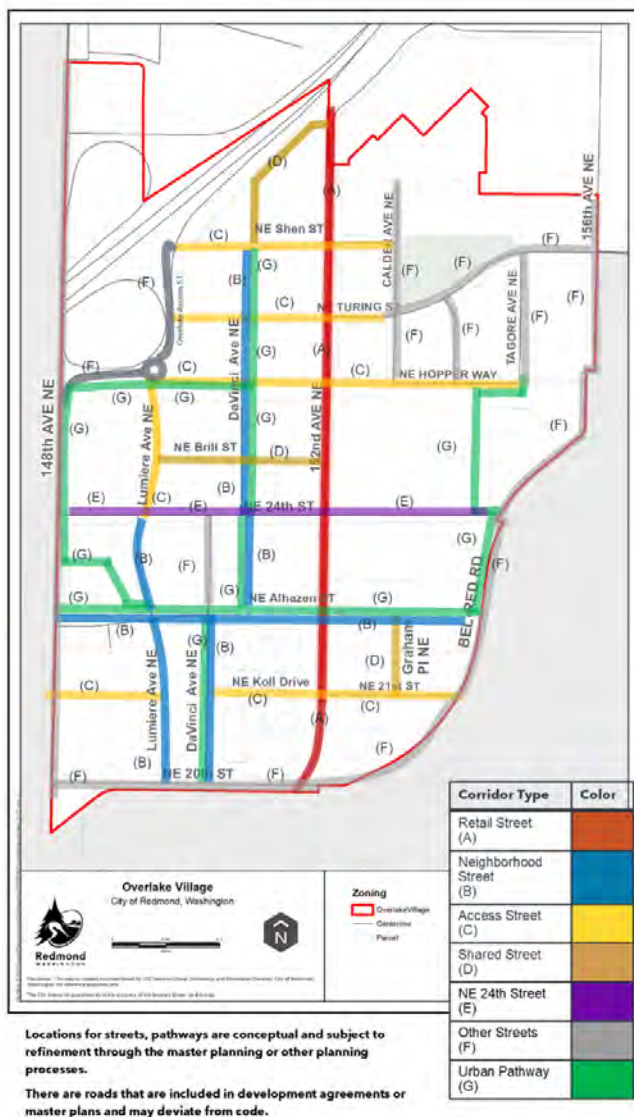 (D)
(A)
156th AVE NE
NE Shen ST
(C)
CALDER AVE NE
(F)
(F)
(F)
(G)
(B)
(F)
(F)
TAGORE AVE NE
(F)
Overlake Access ST
(C)
NE TURING ST
DaVinci Ave NE
(G)
(A)
(F)
(F)
(F)
(C)
(C)
NE HOPPER WAY
(G)
(G)
148th AVE NE
(G)
Lumiere Ave NE
(G)
152nd AVE NE
(G)
(F)
NE Brill ST
(D)
(B)
(E)
(C)
(E)
NE 24th ST
(E)
(B)
(F)
(B)
(G)
(F)
(G)
(G)
(G)
NE Alhazen ST
(G)
BEL RED RD
(B)
(G)
(B)
(B)
Lumiere Ave NE
DaVinci Ave NE
(D)
Graham
Pl NE
(C)
NE Koll Drive
(C)
NE 21st ST
(C)
(A)
(B)
(F)
(F)
NE 20th ST
(F)
Corridor Type Color
Retail Street
(A)
Neighborhood
Street
(B)
Access Street
(C)
Shared Street
(D)
NE 24th Street
(E)
Other Streets
(F)
Urban Pathway
(G)
Overlake Village
City of Redmond, Washington
Redmond
WASHINGTON
N
Zoning
OverlakeVillage
Centerline
Parcel
Locations for streets, pathways are conceptual and subject to
refinement through the master planning or other planning
processes.
There are roads that are included in development agreements or
master plans and may deviate from code.